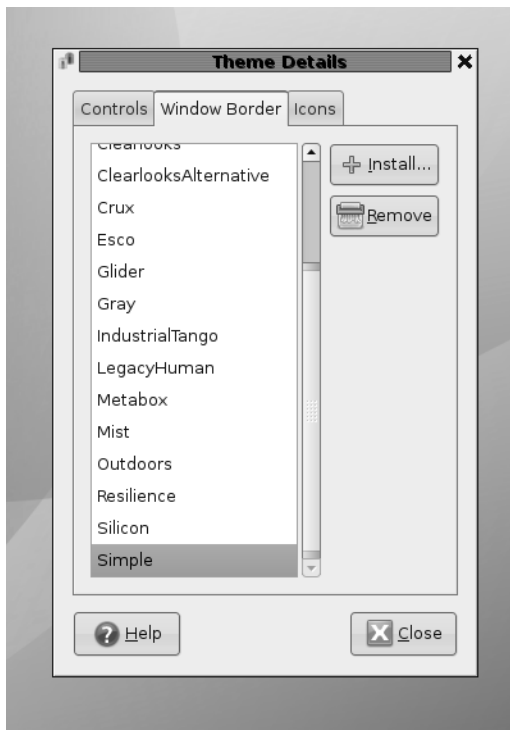 Theme Details
Controls Window Border Icons
Clearlooks
ClearlooksAlternative
Crux
Esco
Glider
Gray
IndustrialTango
LegacyHuman
Metabox
Mist
Outdoors
Resilience
Silicon
Simple
Install...
Remove
Help
Close